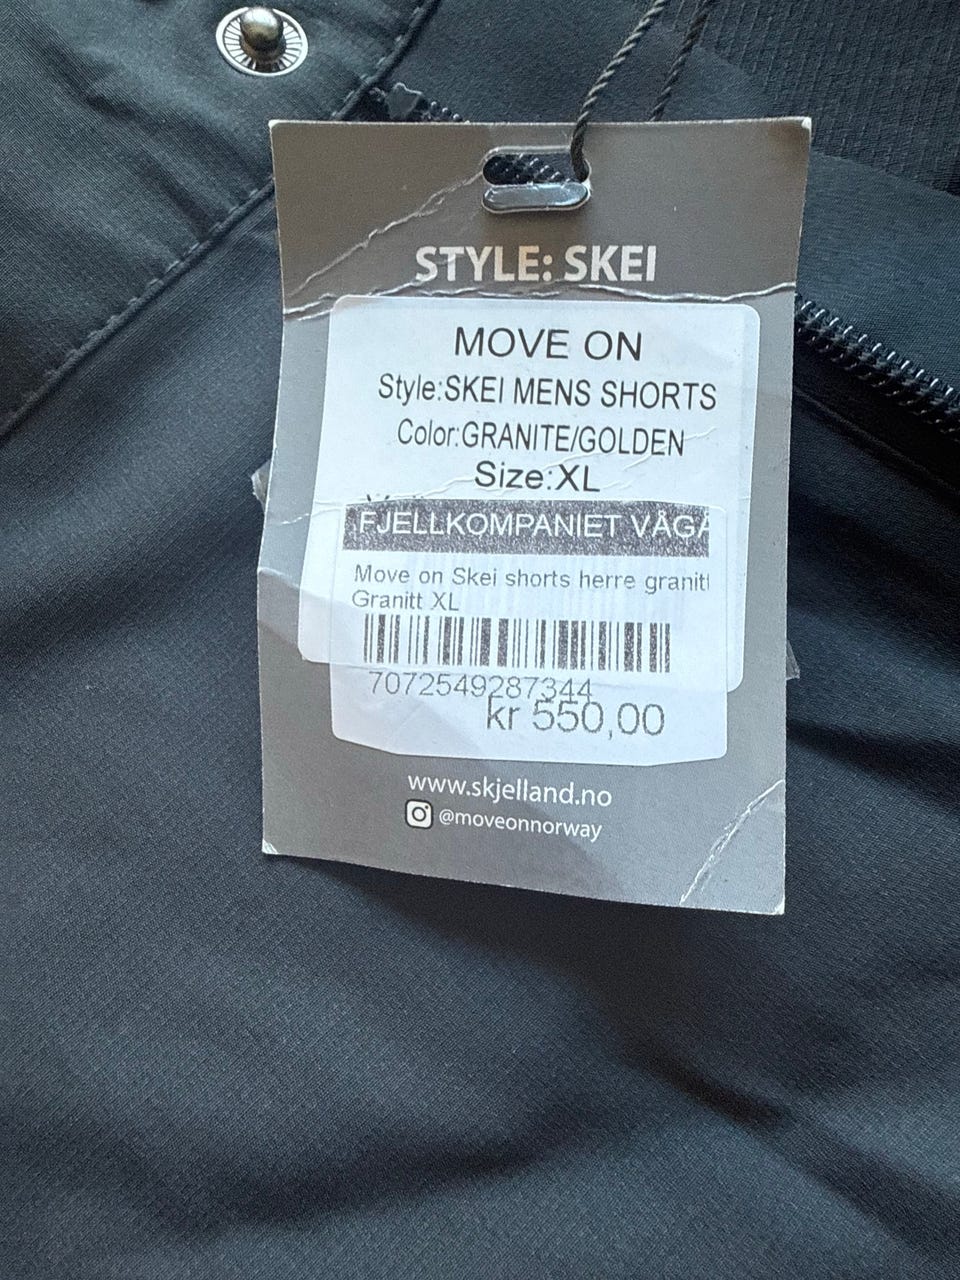 STYLE: SKEI
MOVE ON
Style:SKEI MENS SHORTS
Color:GRANITE/GOLDEN
Size:XL
FJELLKOMPANIET VÅGÅ
Move on Skei shorts herre granitt
Granitt XL
7072549287344
kr 550,00
www.skjelland.no
@moveonnorway